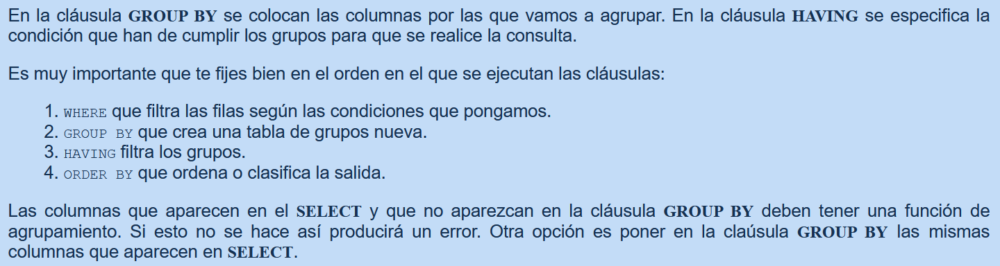 En la cláusula GROUP BY se colocan las columnas por las que vamos a agrupar. En la cláusula HAVING se especifica la
condición que han de cumplir los grupos para que se realice la consulta.
Es muy importante que te fijes bien en el orden en el que se ejecutan las cláusulas:
1. WHERE que filtra las filas según las condiciones que pongamos.
2. GROUP BY que crea una tabla de grupos nueva.
3. HAVING filtra los grupos.
4. ORDER BY que ordena o clasifica la salida.
Las columnas que aparecen en el SELECT y que no aparezcan en la cláusula GROUP BY deben tener una función de
agrupamiento. Si esto no se hace así producirá un error. Otra opción es poner en la claúsula GROUP BY las mismas
columnas que aparecen en SELECT.